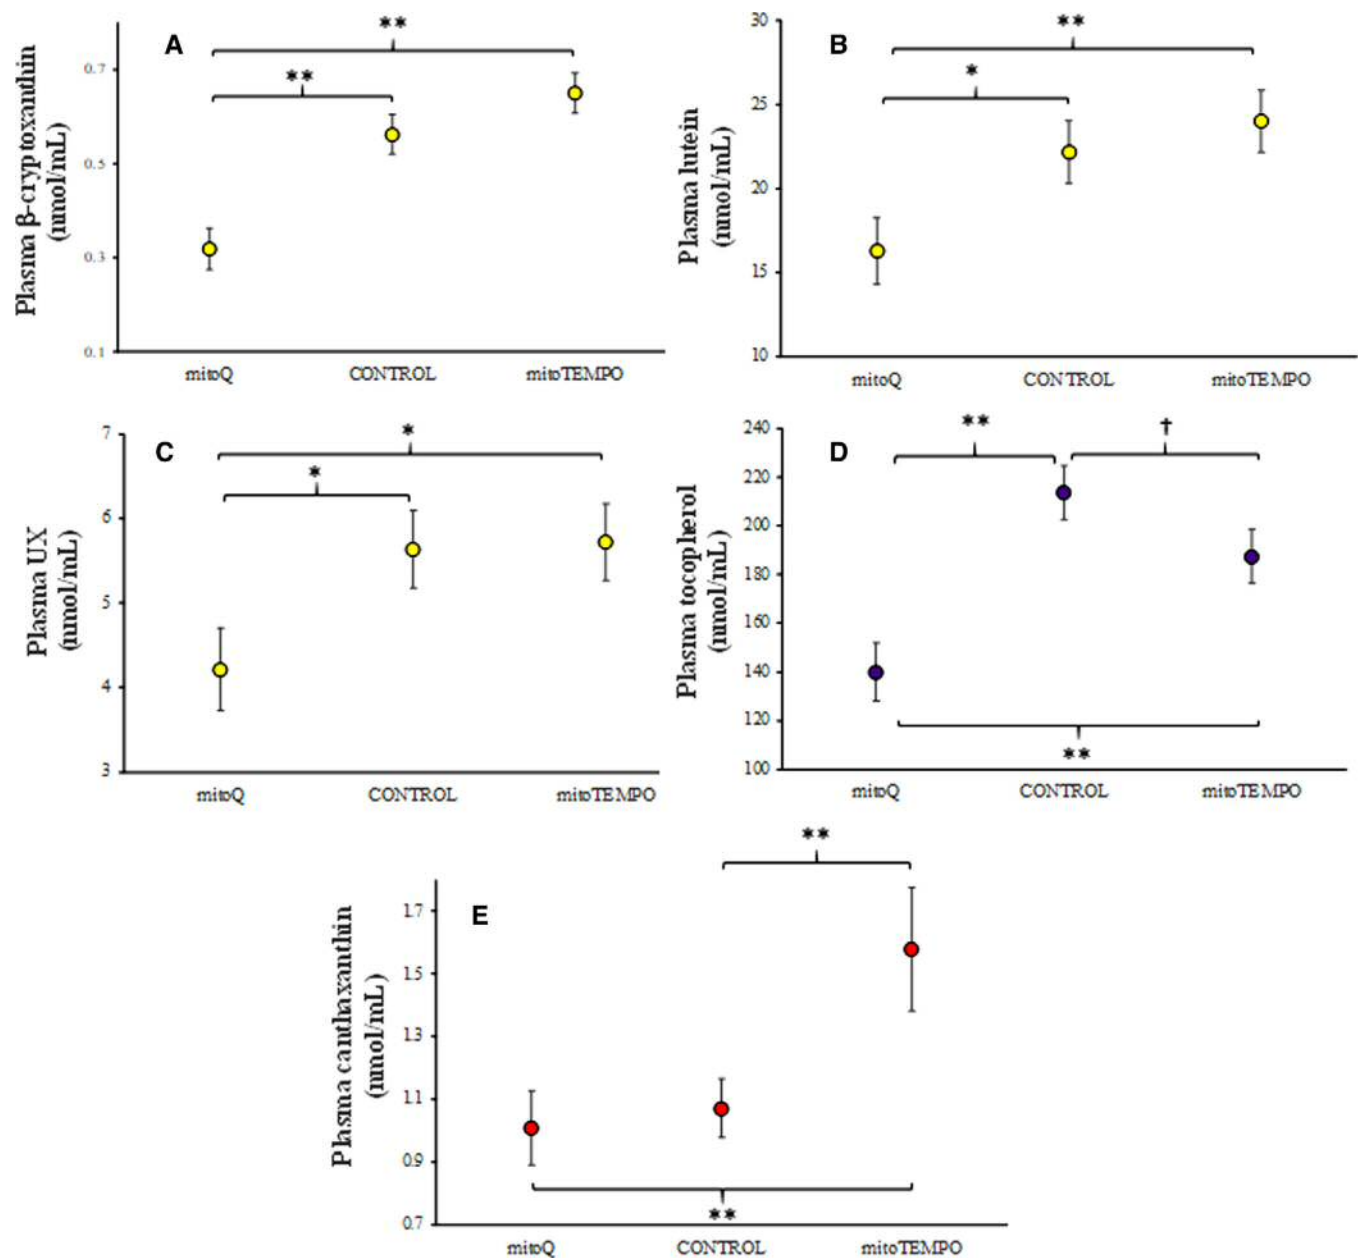 A
**
**
Plasma β-cryptoxanthin
(nmol/mL)
0.7
0.5
0.3
0.1
mitoQ CONTROL mitoTEMPO
B
**
*
Plasma lutein
(nmol/mL)
30
25
20
15
10
mitoQ CONTROL mitoTEMPO
C
*
*
Plasma UX
(nmol/mL)
7
6
5
4
3
mitoQ CONTROL mitoTEMPO
D
** †
Plasma tocopherol
(nmol/mL)
240
220
200
180
160
140
120
100
**
mitoQ CONTROL mitoTEMPO
**
E
Plasma canthaxanthin
(nmol/mL)
1.7
1.5
1.3
1.1
0.9
0.7
**
mitoQ CONTROL mitoTEMPO